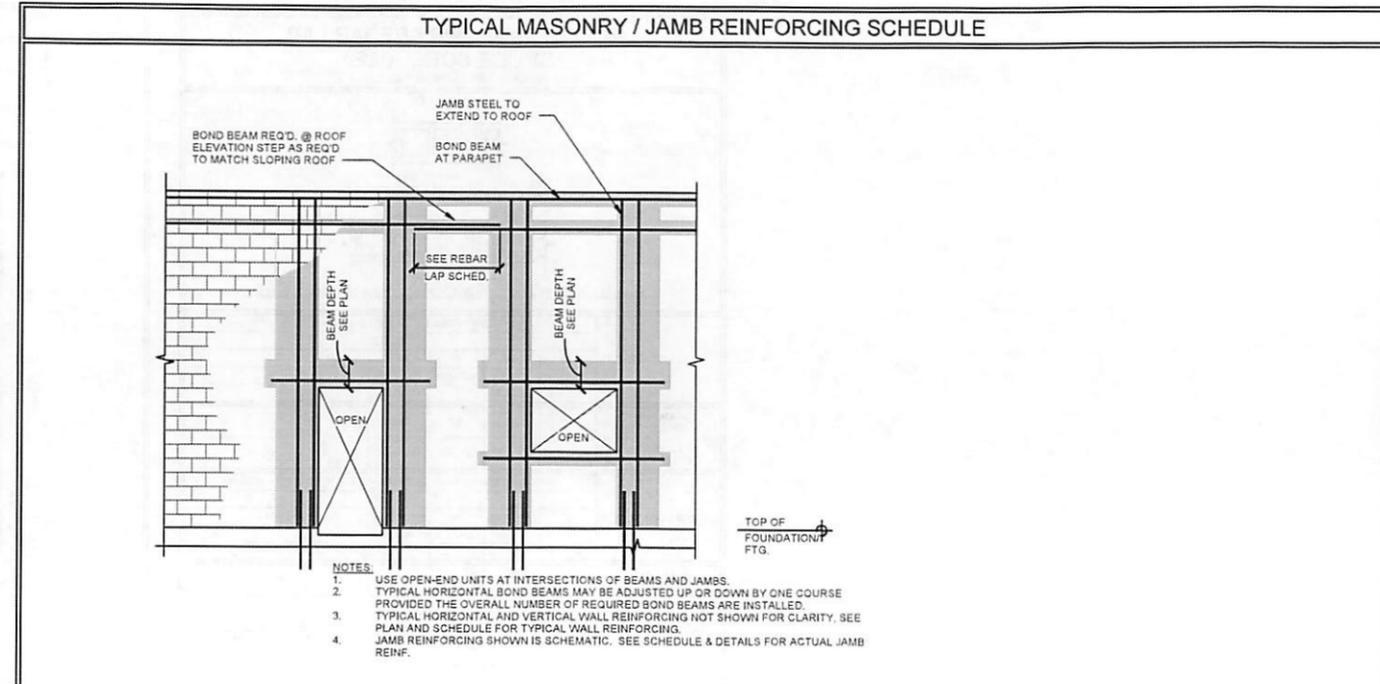 TYPICAL MASONRY / JAMB REINFORCING SCHEDULE
JAMB STEEL TO
EXTEND TO ROOF
BOND BEAM REQ'D. @ ROOF
ELEVATION STEP AS REQ'D
TO MATCH SLOPING ROOF
BOND BEAM
AT PARAPET
SEE REBAR
LAP SCHED.
BEAM DEPTH
SEE PLAN
BEAM DEPTH
SEE PLAN
OPEN
OPEN
TOP OF
FOUNDATION/
FTG.
NOTES:
1. USE OPEN-END UNITS AT INTERSECTIONS OF BEAMS AND JAMBS.
2. TYPICAL HORIZONTAL BOND BEAMS MAY BE ADJUSTED UP OR DOWN BY ONE COURSE
PROVIDED THE OVERALL NUMBER OF REQUIRED BOND BEAMS ARE INSTALLED.
3. TYPICAL HORIZONTAL AND VERTICAL WALL REINFORCING NOT SHOWN FOR CLARITY, SEE
PLAN AND SCHEDULE FOR TYPICAL WALL REINFORCING.
4. JAMB REINFORCING SHOWN IS SCHEMATIC. SEE SCHEDULE & DETAILS FOR ACTUAL JAMB
REINF.